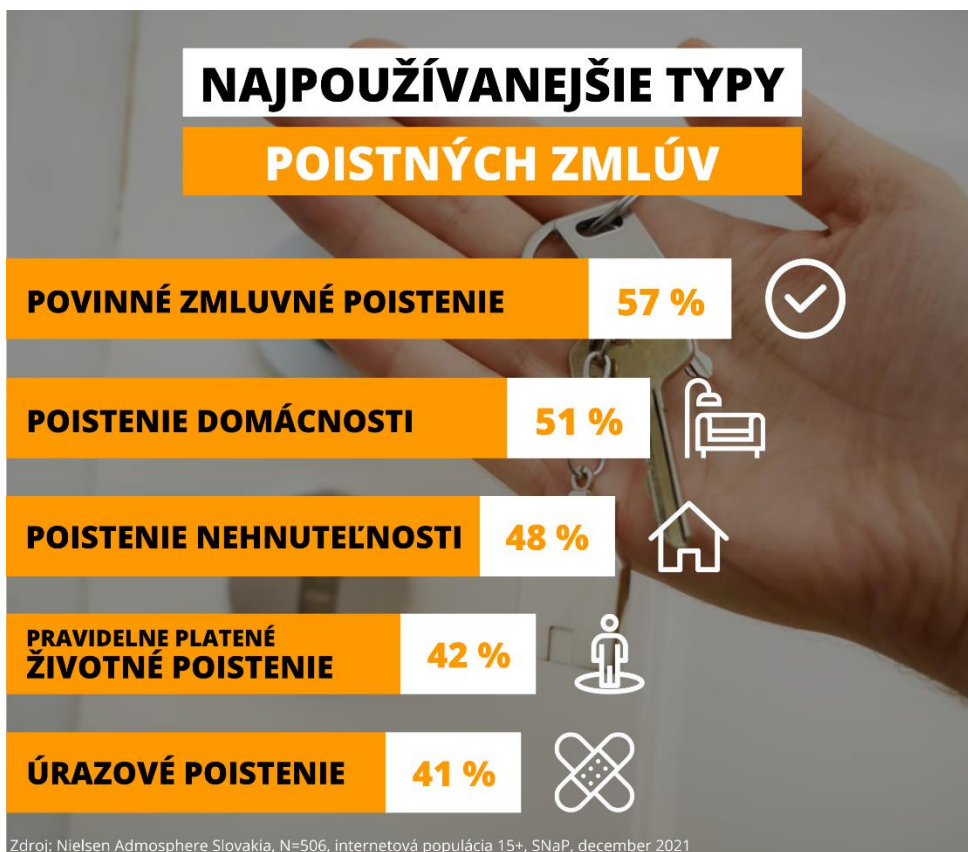 NAJPOUŽÍVANEJŠIE TYPY
POISTNÝCH ZMLÚV
POVINNÉ ZMLUVNÉ POISTENIE 57 %
POISTENIE DOMÁCNOSTI 51 %
POISTENIE NEHNUTEĽNOSTI 48 %
PRAVIDELNE PLATENÉ
ŽIVOTNÉ POISTENIE 42 %
ÚRAZOVÉ POISTENIE 41 %
Zdroj: Nielsen Admosphere Slovakia, N=506, internetová populácia 15+, SNaP, december 2021